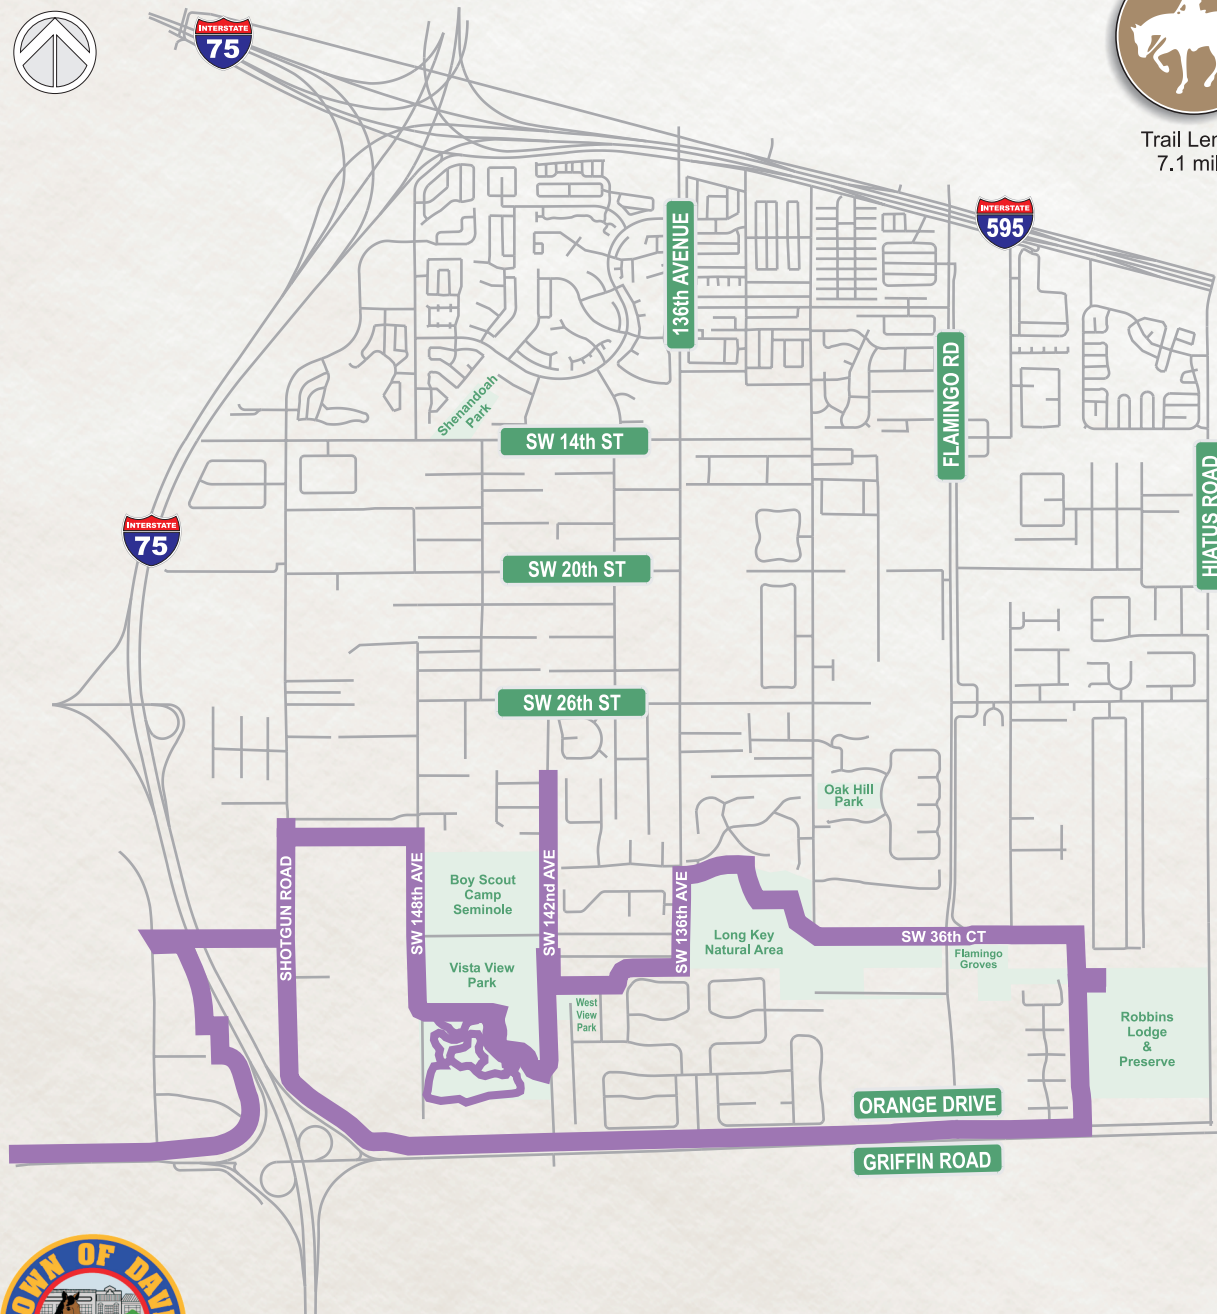 INTERSTATE
75
Trail Len
7.1 mil
INTERSTATE
595
136th AVENUE
FLAMINGO RD
Shenandoah
Park
SW 14th ST
HIATUS ROAD
INTERSTATE
75
SW 20th ST
SW 26th ST
Oak Hill
Park
SHOTGUN ROAD
SW 148th AVE
Boy Scout
Camp
Seminole
SW 142nd AVE
SW 136th AVE
Long Key
Natural Area
SW 36th CT
Flamingo
Groves
Vista View
Park
West
View
Park
Robbins
Lodge
&
Preserve
ORANGE DRIVE
GRIFFIN ROAD
OWN OF DAVI